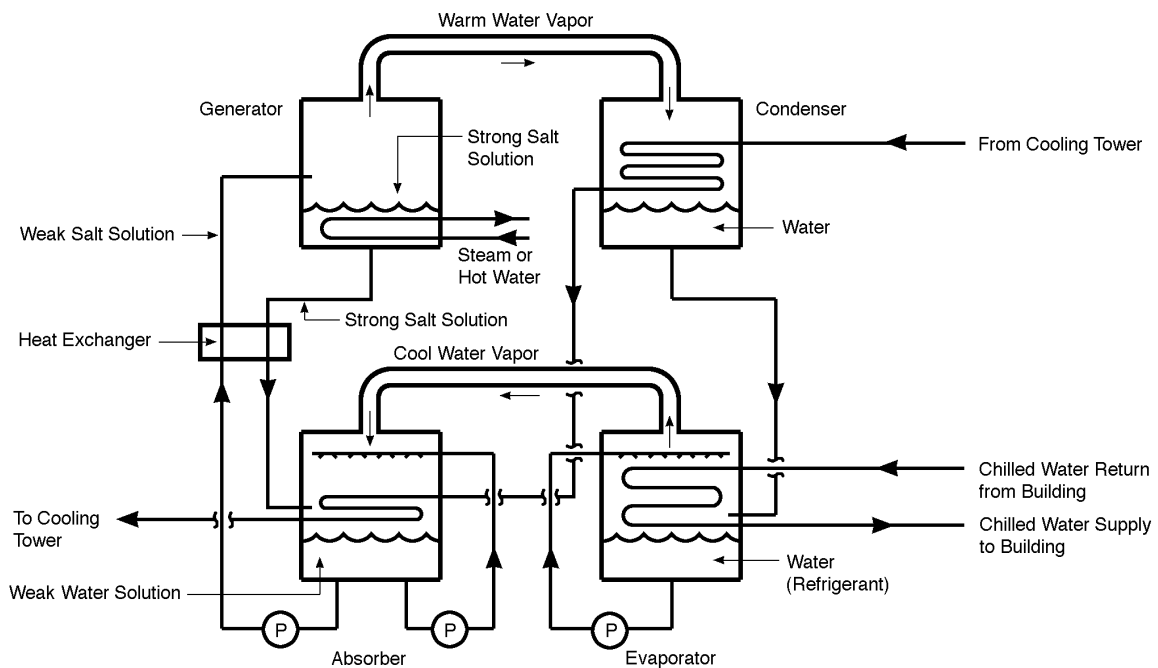 Warm Water Vapor
Generator
Condenser
Strong Salt
Solution
From Cooling Tower
Weak Salt Solution
Water
Steam or
Hot Water
Strong Salt Solution
Heat Exchanger
Cool Water Vapor
Chilled Water Return
from Building
To Cooling
Tower
Chilled Water Supply
to Building
Water
(Refrigerant)
Weak Water Solution
P
P
P
Absorber
Evaporator